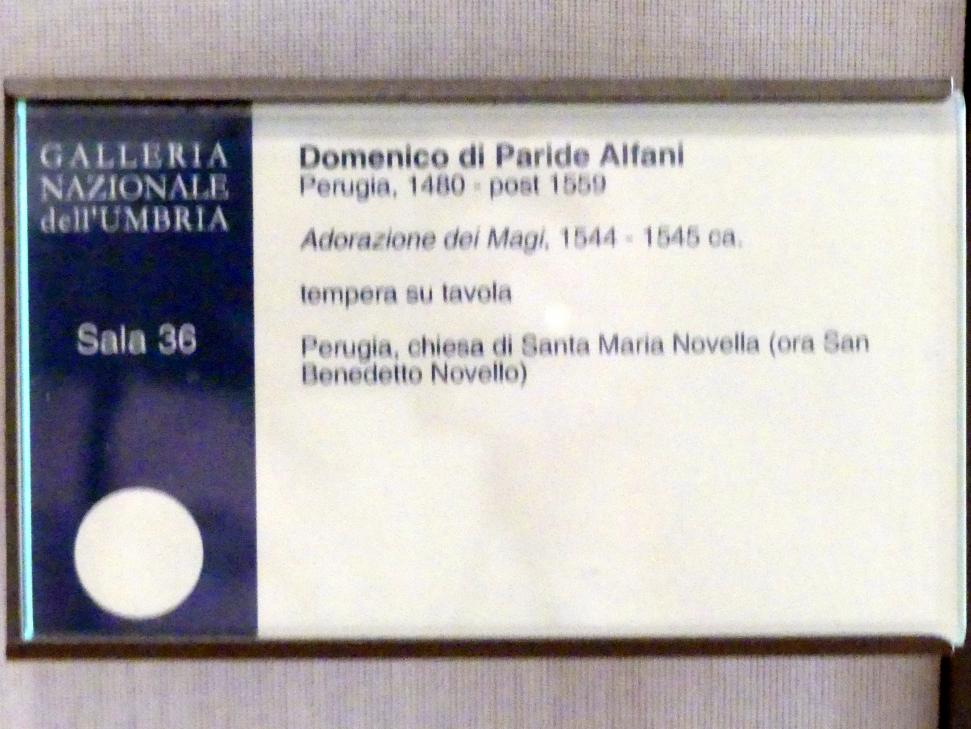 GALLERIA
NAZIONALE
dell'UMBRIA
Sala 36
Domenico di Paride Alfani
Perugia, 1480 - post 1559
Adorazione dei Magi, 1544 - 1545 ca.
tempera su tavola
Perugia, chiesa di Santa Maria Novella (ora San
Benedetto Novello)